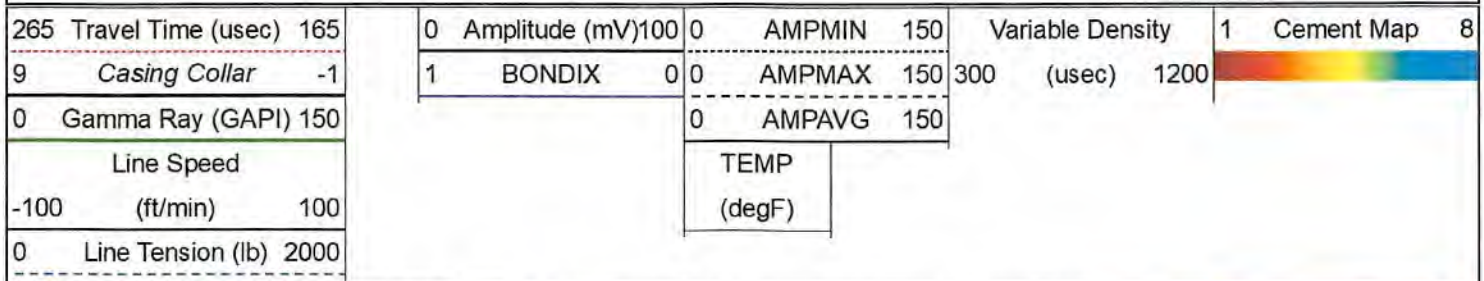 265 Travel Time (usec) 165 0 Amplitude (mV)100 0 AMPMIN 150 Variable Density 1 Cement Map 8
9 Casing Collar -1 1 BONDIX 0 0 AMPMAX 150 300 (usec) 1200
0 Gamma Ray (GAPI) 150 0 AMPAVG 150
Line Speed TEMP
-100 (ft/min) 100 (degF)
0 Line Tension (lb) 2000